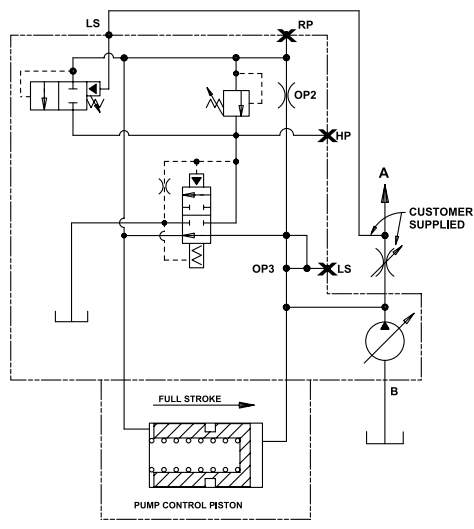 LS
RP
OP2
HP
A
CUSTOMER
SUPPLIED
OP3
LS
B
FULL STROKE
PUMP CONTROL PISTON